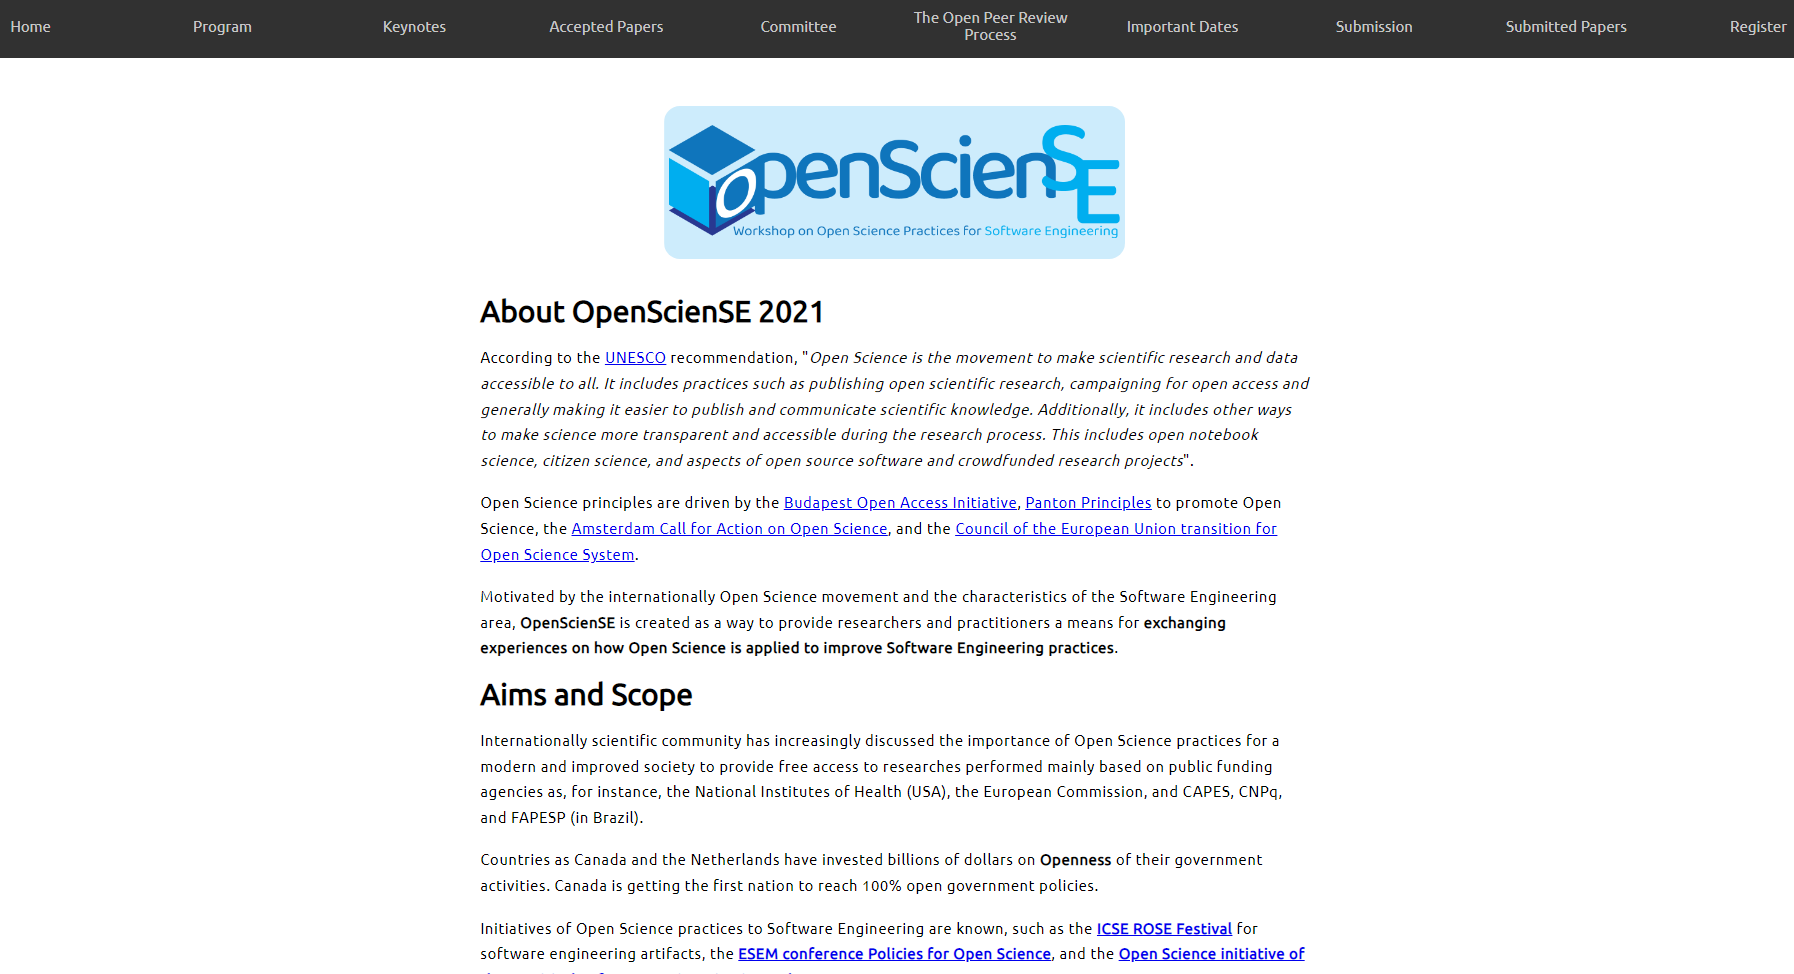 Home
Program
Keynotes
Accepted Papers
Committee
The Open Peer Review
Process
Important Dates
Submission
Submitted Papers
Register
OpenScienSE
Workshop on Open Science Practices for Software Engineering
About OpenScienSE 2021
According to the UNESCO recommendation, "Open Science is the movement to make scientific research and data
accessible to all. It includes practices such as publishing open scientific research, campaigning for open access and
generally making it easier to publish and communicate scientific knowledge. Additionally, it includes other ways
to make science more transparent and accessible during the research process. This includes open notebook
science, citizen science, and aspects of open source software and crowdfunded research projects".
Open Science principles are driven by the Budapest Open Access Initiative, Panton Principles to promote Open
Science, the Amsterdam Call for Action on Open Science, and the Council of the European Union transition for
Open Science System.
Motivated by the internationally Open Science movement and the characteristics of the Software Engineering
area, OpenScienSE is created as a way to provide researchers and practitioners a means for exchanging
experiences on how Open Science is applied to improve Software Engineering practices.
Aims and Scope
Internationally scientific community has increasingly discussed the importance of Open Science practices for a
modern and improved society to provide free access to researches performed mainly based on public funding
agencies as, for instance, the National Institutes of Health (USA), the European Commission, and CAPES, CNPq,
and FAPESP (in Brazil).
Countries as Canada and the Netherlands have invested billions of dollars on Openness of their government
activities. Canada is getting the first nation to reach 100% open government policies.
Initiatives of Open Science practices to Software Engineering are known, such as the ICSE ROSE Festival for
software engineering artifacts, the ESEM conference Policies for Open Science, and the Open Science initiative of